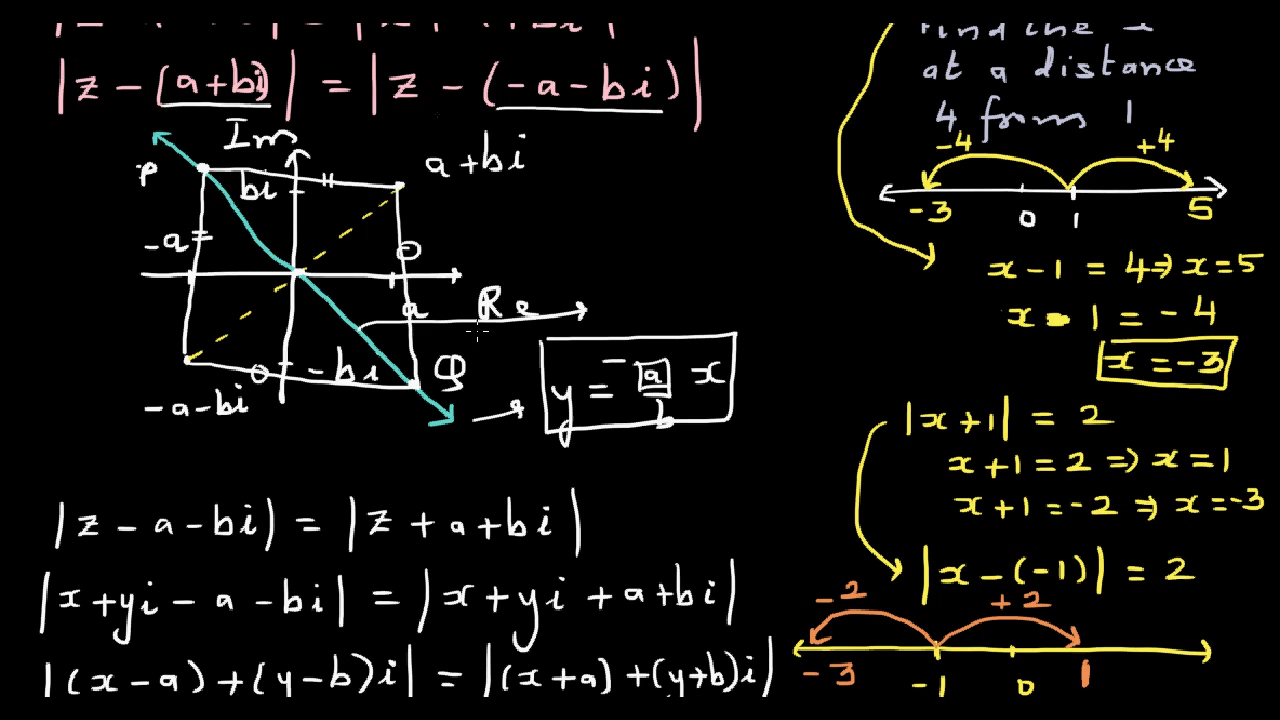 |z - (a+bi)| = |z - (-a-bi)|
Im
P
bi
a+bi
-a
a
Re
-bi
Q
-a-bi
y = -a/b x
|z - a - bi| = |z + a + bi|
|x+yi - a - bi| = |x+yi + a+bi|
|(x-a) + (y-b)i| = |(x+a) + (y+b)i|
at a distance
4 from 1
-4 +4
-3 0 1 5
x-1 = 4 ⇒ x=5
x - 1 = -4
x = -3
|x+1| = 2
x+1 = 2 ⇒ x=1
x+1 = -2 ⇒ x=-3
|x-(-1)| = 2
-2 +2
-3 -1 0 1